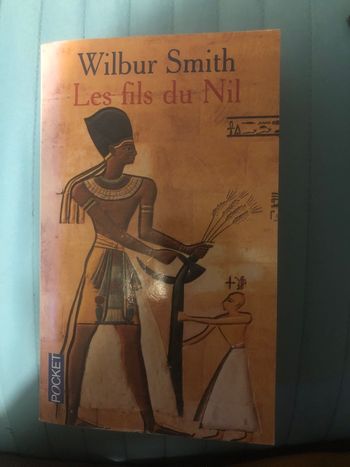 Wilbur Smith
Les fils du Nil
POCKET